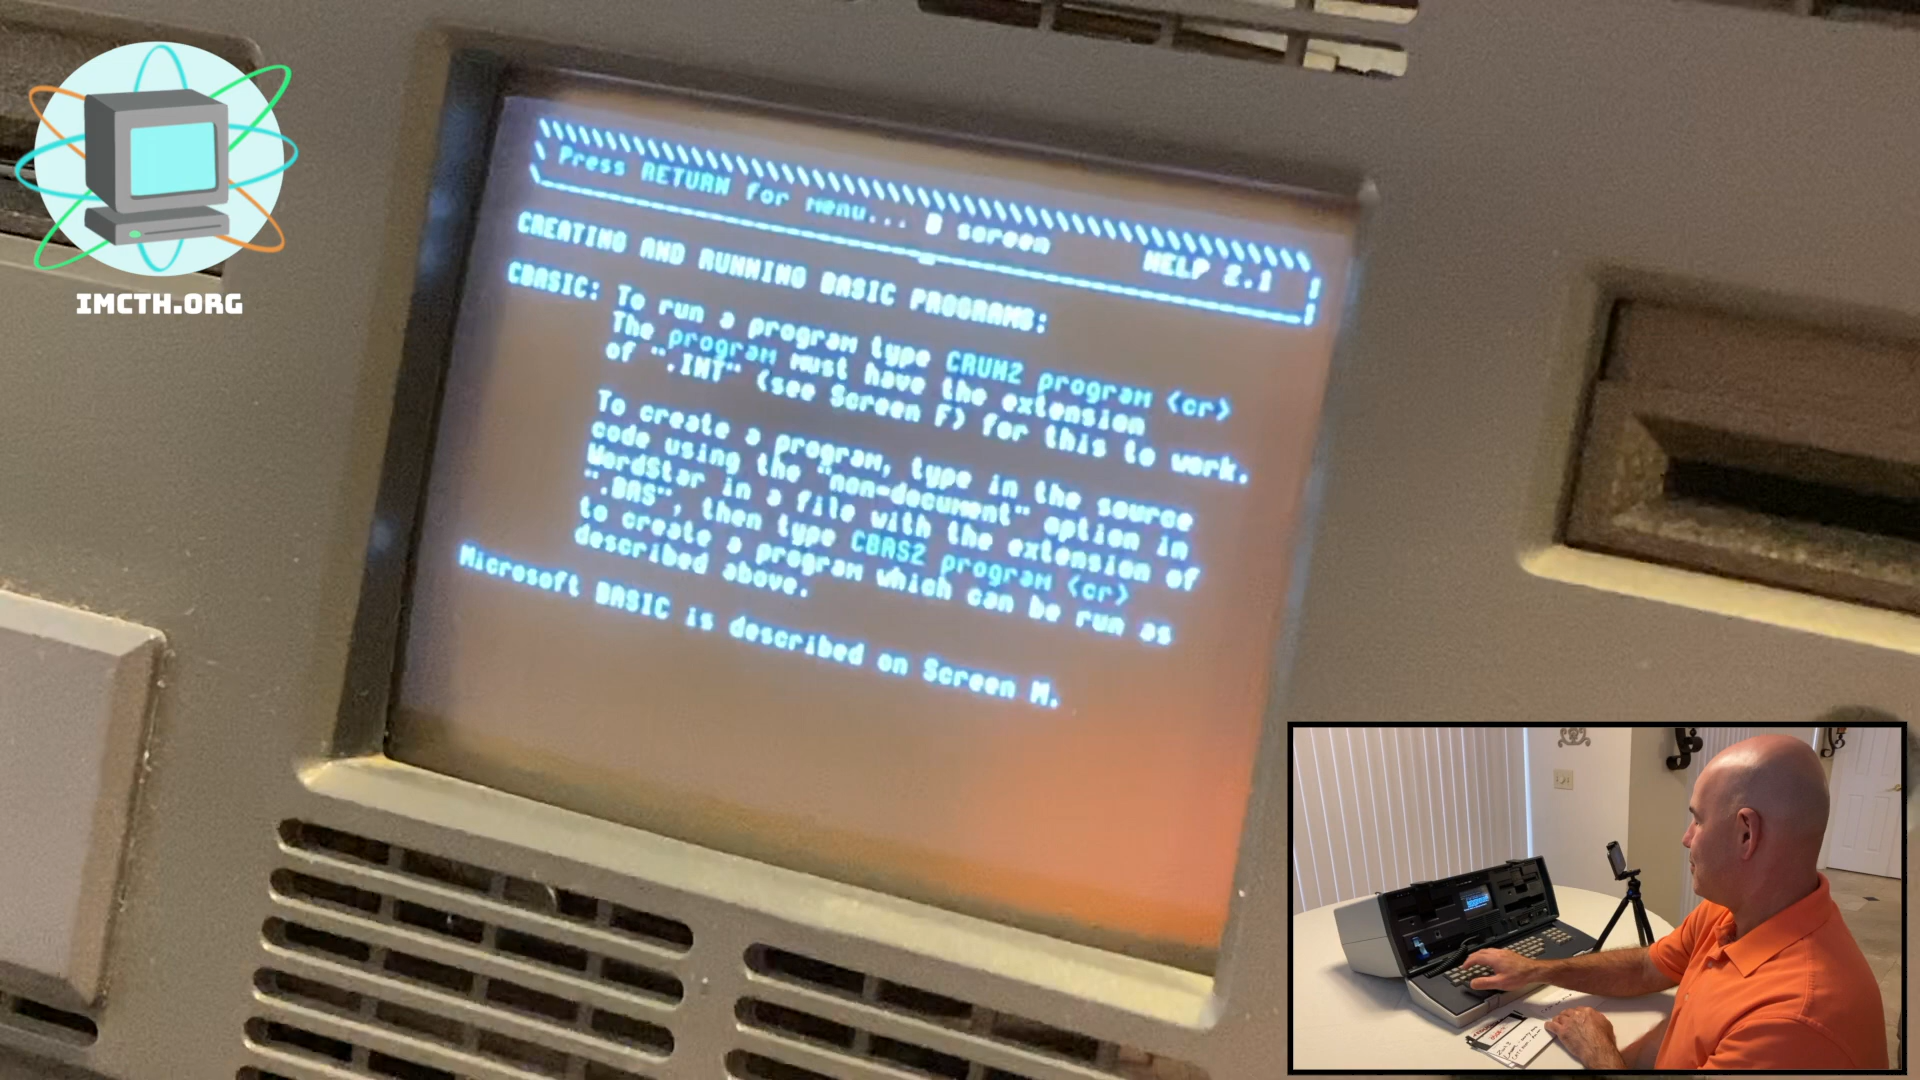 IMCTH.ORG
Press RETURN for menu... B screen HELP 2.1
CREATING AND RUNNING BASIC PROGRAMS:
CBASIC: To run a program type CRUN2 program <cr>
The program must have the extension
of ".INT" (see Screen F) for this to work.
To create a program, type in the source
code using the "non-document" option in
WordStar in a file with the extension of
".BAS", then type CBAS2 program <cr>
to create a program which can be run as
described above.
Microsoft BASIC is described on Screen M.